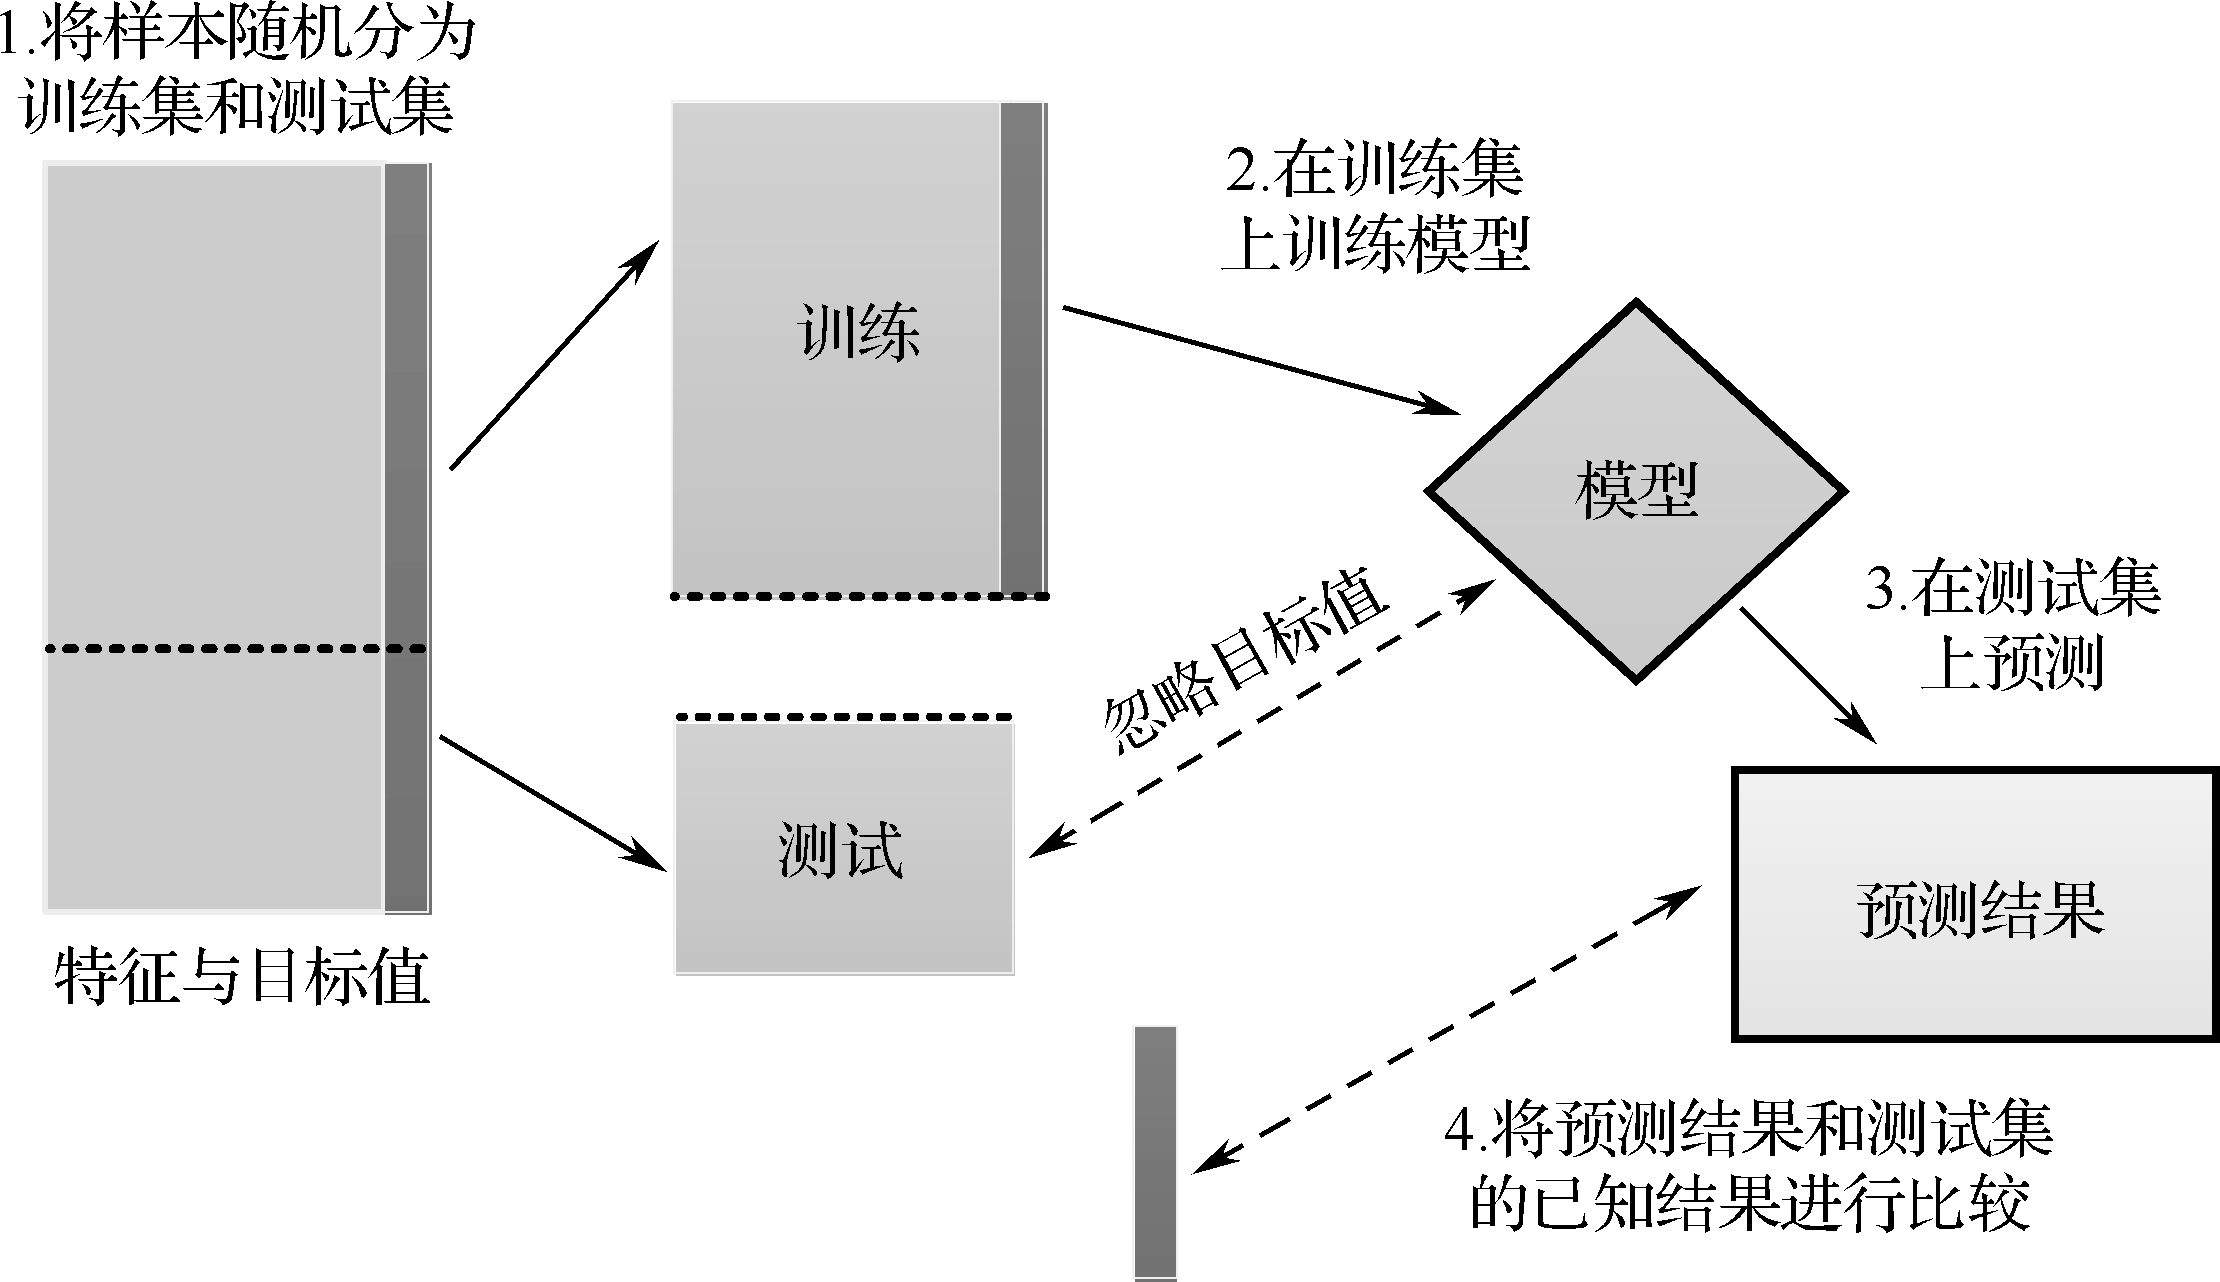 1.将样本随机分为
训练集和测试集
特征与目标值
训练
测试
2.在训练集
上训练模型
忽略目标值
模型
3.在测试集
上预测
预测结果
4.将预测结果和测试集
的已知结果进行比较